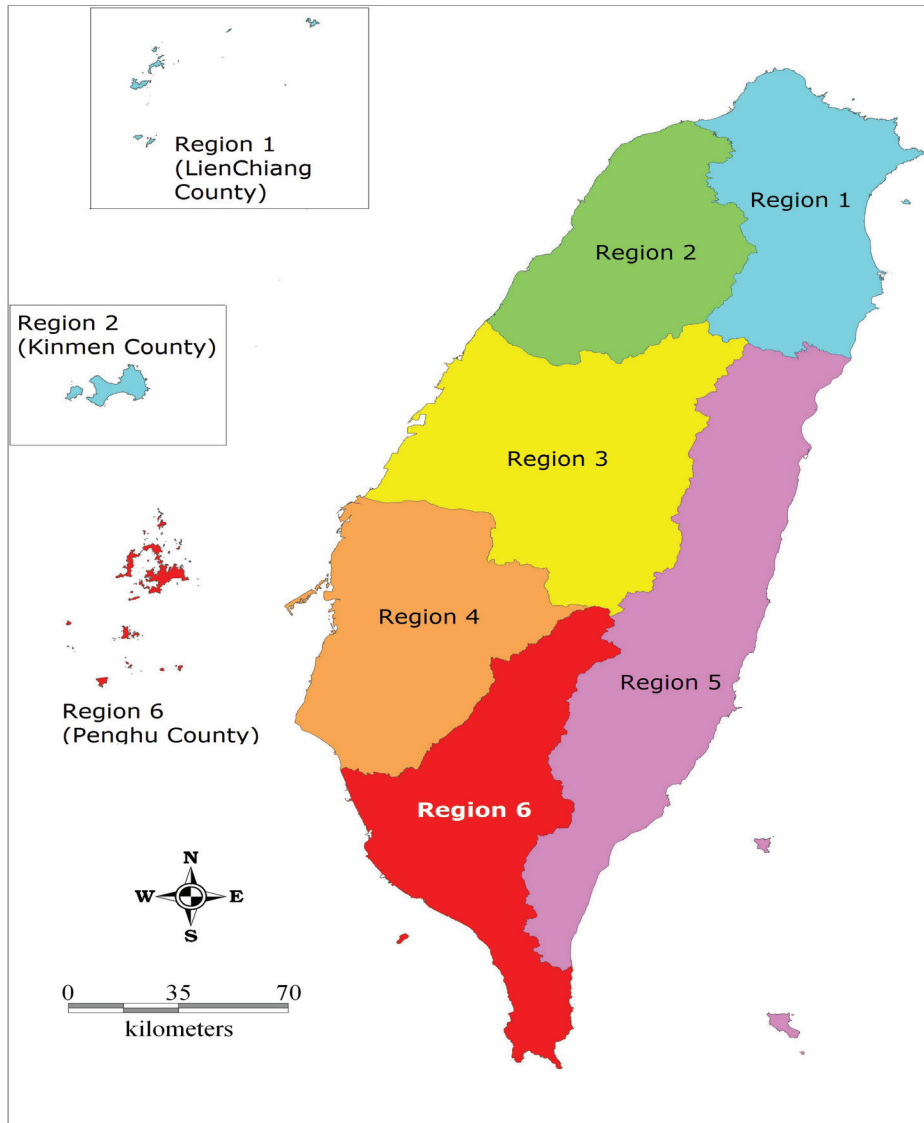 Region 1
(LienChiang
County)
Region 1
Region 2
Region 2
(Kinmen County)
Region 3
Region 4
Region 5
Region 6
(Penghu County)
Region 6
N
W
E
S
0 35 70
kilometers